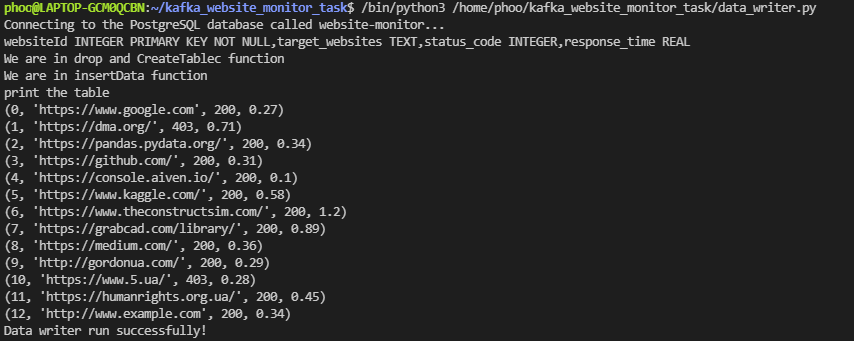 phoo@LAPTOP-GCM0QCBN:~/kafka_website_monitor_task$ /bin/python3 /home/phoo/kafka_website_monitor_task/data_writer.py
Connecting to the PostgreSQL database called website-monitor...
websiteId INTEGER PRIMARY KEY NOT NULL,target_websites TEXT,status_code INTEGER,response_time REAL
We are in drop and CreateTablec function
We are in insertData function
print the table
(0, 'https://www.google.com', 200, 0.27)
(1, 'https://dma.org/', 403, 0.71)
(2, 'https://pandas.pydata.org/', 200, 0.34)
(3, 'https://github.com/', 200, 0.31)
(4, 'https://console.aiven.io/', 200, 0.1)
(5, 'https://www.kaggle.com/', 200, 0.58)
(6, 'https://www.theconstructsim.com/', 200, 1.2)
(7, 'https://grabcad.com/library/', 200, 0.89)
(8, 'https://medium.com/', 200, 0.36)
(9, 'http://gordonua.com/', 200, 0.29)
(10, 'https://www.5.ua/', 403, 0.28)
(11, 'https://humanrights.org.ua/', 200, 0.45)
(12, 'http://www.example.com', 200, 0.34)
Data writer run successfully!